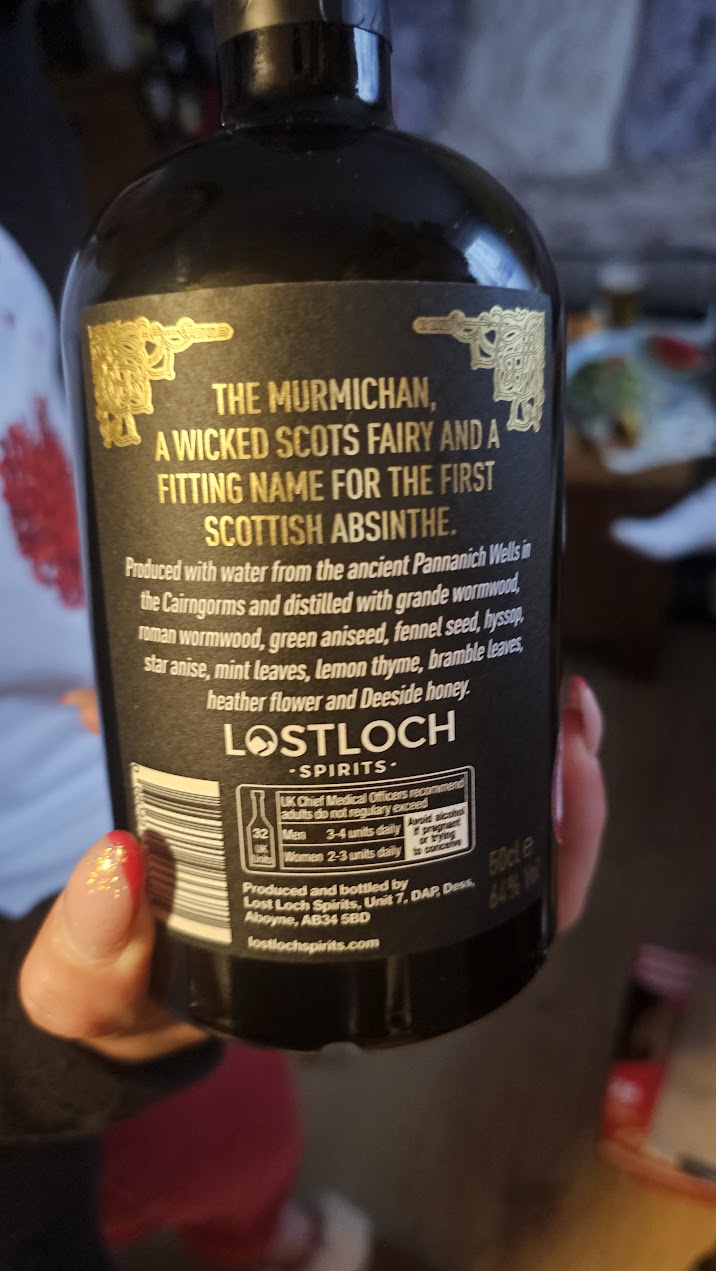 THE MURMICHAN,
A WICKED SCOTS FAIRY AND A
FITTING NAME FOR THE FIRST
SCOTTISH ABSINTHE.
Produced with water from the ancient Pannanich Wells in
the Cairngorms and distilled with grande wormwood,
roman wormwood, green aniseed, fennel seed, hyssop,
star anise, mint leaves, lemon thyme, bramble leaves,
heather flower and Deeside honey.
LOSTLOCH
·SPIRITS·
32
UK
Units
UK Chief Medical Officers recommend
adults do not regulary exceed
Men 3-4 units daily
Women 2-3 units daily
Avoid alcohol
if pregnant
or trying
to conceive
50cl e
64% Vol
Produced and bottled by
Lost Loch Spirits, Unit 7, DAP, Dess,
Aboyne, AB34 5BD
lostlochspirits.com